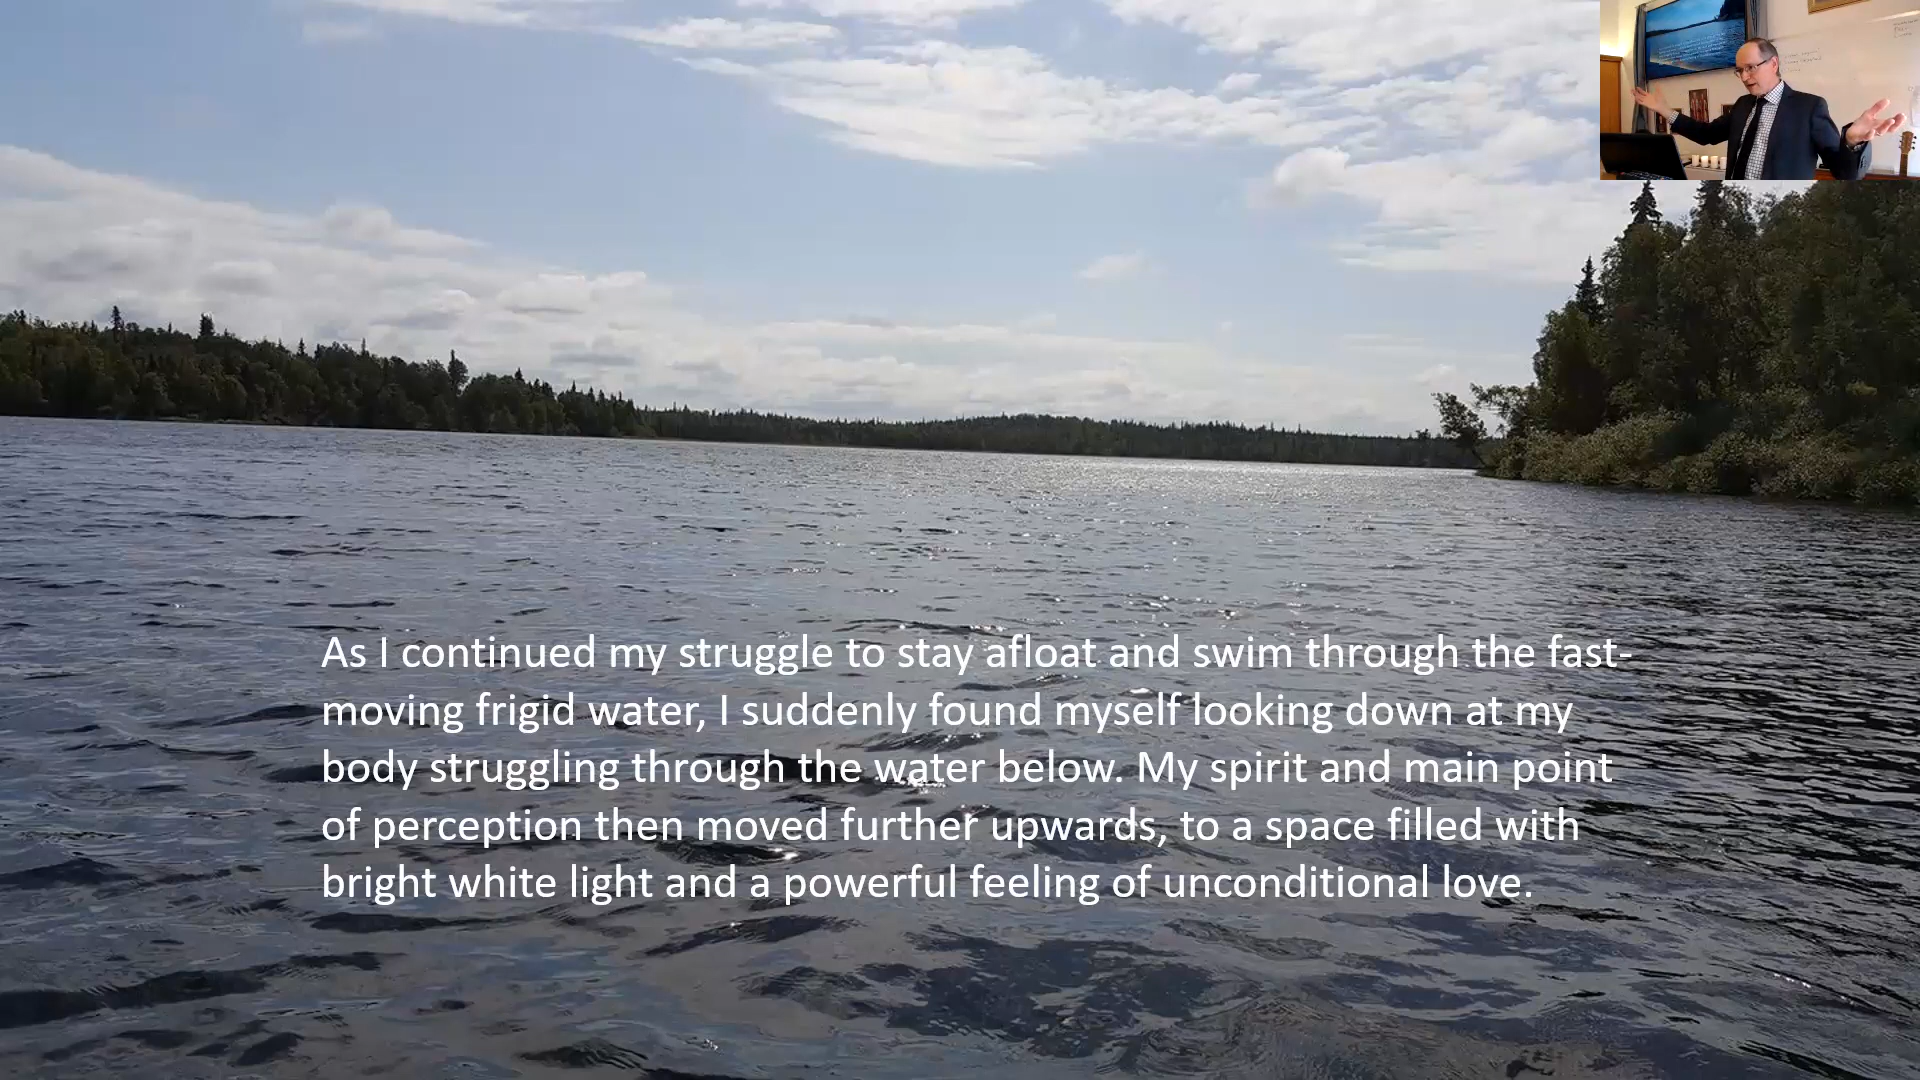 As I continued my struggle to stay afloat and swim through the fast-
moving frigid water, I suddenly found myself looking down at my
body struggling through the water below. My spirit and main point
of perception then moved further upwards, to a space filled with
bright white light and a powerful feeling of unconditional love.